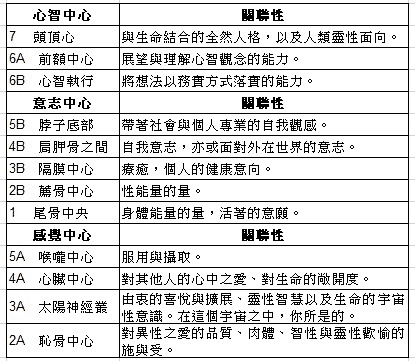 心智中心 關聯性
7 頭頂心 與生命結合的全然人格，以及人類靈性面向。
6A 前額中心 展望與理解心智觀念的能力。
6B 心智執行 將想法以務實方式落實的能力。
意志中心 關聯性
5B 脖子底部 帶著社會與個人專業的自我觀感。
4B 肩胛骨之間 自我意志，亦或面對外在世界的意志。
3B 隔膜中心 療癒，個人的健康意向。
2B 薦骨中心 性能量的量。
1 尾骨中央 身體能量的量，活著的意願。
感覺中心 關聯性
5A 喉嚨中心 服用與攝取。
4A 心臟中心 對其他人的心中之愛、對生命的敞開度。
3A 太陽神經叢 由衷的喜悅與擴展、靈性智慧以及生命的宇宙
性意識。在這個宇宙之中，你所是的。
2A 恥骨中心 對異性之愛的品質、肉體、智性與靈性歡愉的
施與受。